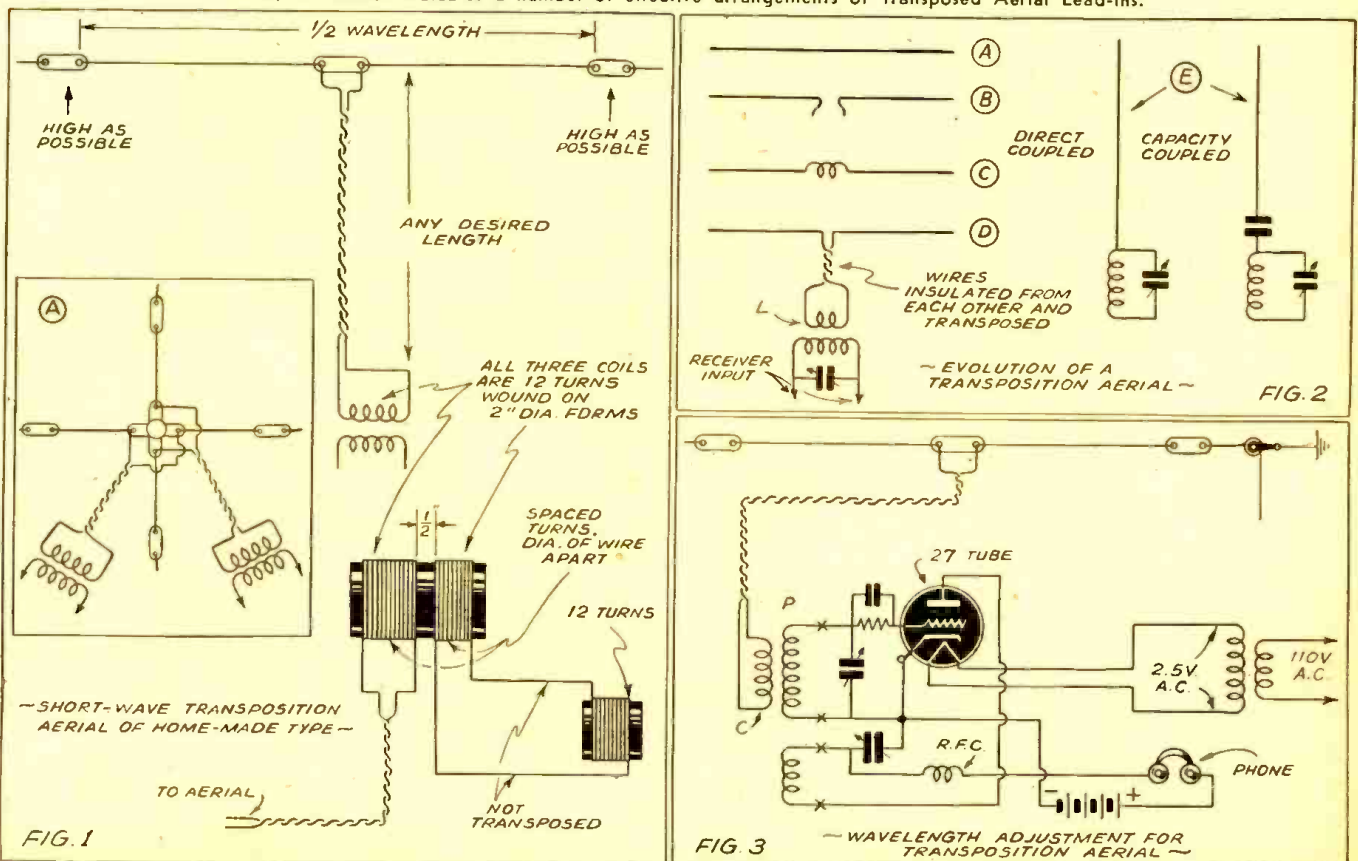 of a number of effective arrangements of Transposed Aerial Lead-ins.
1/2 WAVELENGTH
HIGH AS
POSSIBLE
HIGH AS
POSSIBLE
ANY DESIRED
LENGTH
A
ALL THREE COILS
ARE 12 TURNS
WOUND ON
2" DIA. FORMS
1/2
SPACED
TURNS,
DIA. OF WIRE
APART
12 TURNS
~SHORT-WAVE TRANSPOSITION
AERIAL OF HOME-MADE TYPE~
TO AERIAL
NOT
TRANSPOSED
FIG. 1
A
B
C
D
E
DIRECT
COUPLED
CAPACITY
COUPLED
WIRES
INSULATED FROM
EACH OTHER AND
TRANSPOSED
L
RECEIVER
INPUT
~EVOLUTION OF A
TRANSPOSITION AERIAL~
FIG. 2
27 TUBE
P
C
2.5V.
A.C.
110V.
A.C.
R.F.C.
PHONE
- +
~WAVELENGTH ADJUSTMENT FOR
TRANSPOSITION AERIAL~
FIG. 3